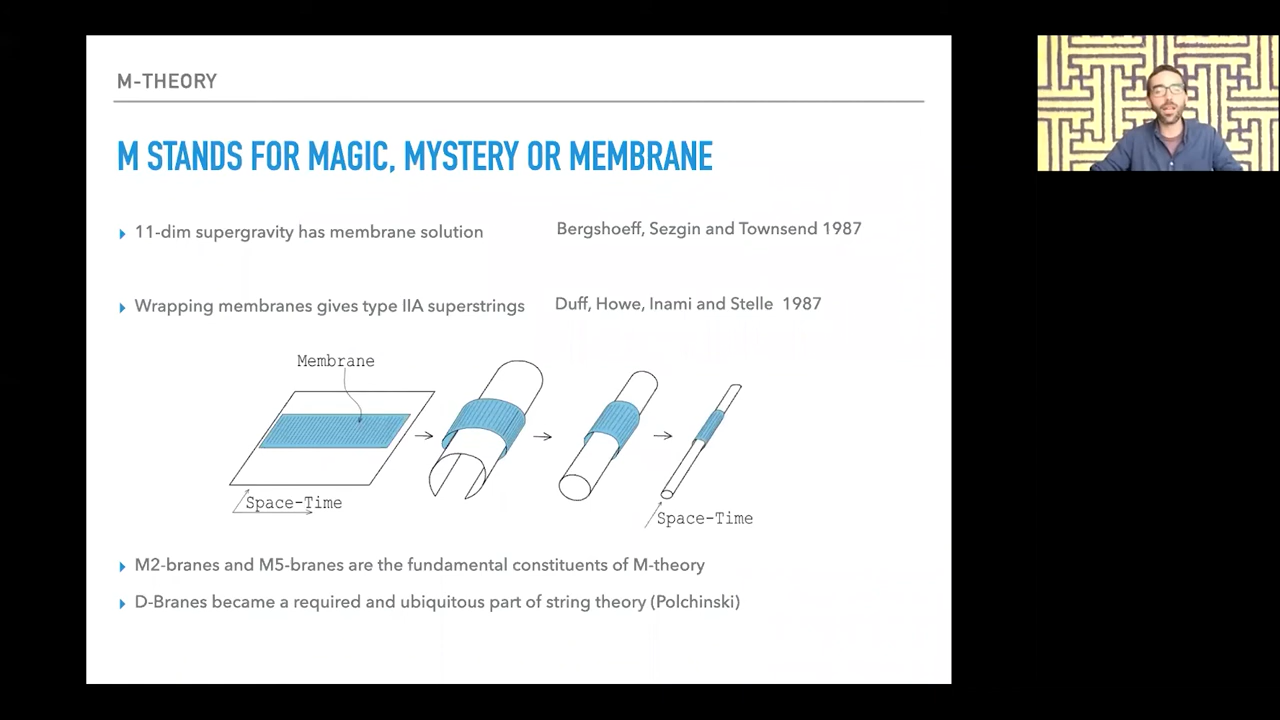 M-THEORY
M STANDS FOR MAGIC, MYSTERY OR MEMBRANE
11-dim supergravity has membrane solution
Bergshoeff, Sezgin and Townsend 1987
Wrapping membranes gives type IIA superstrings
Duff, Howe, Inami and Stelle 1987
Membrane
Space-Time
Space-Time
M2-branes and M5-branes are the fundamental constituents of M-theory
D-Branes became a required and ubiquitous part of string theory (Polchinski)